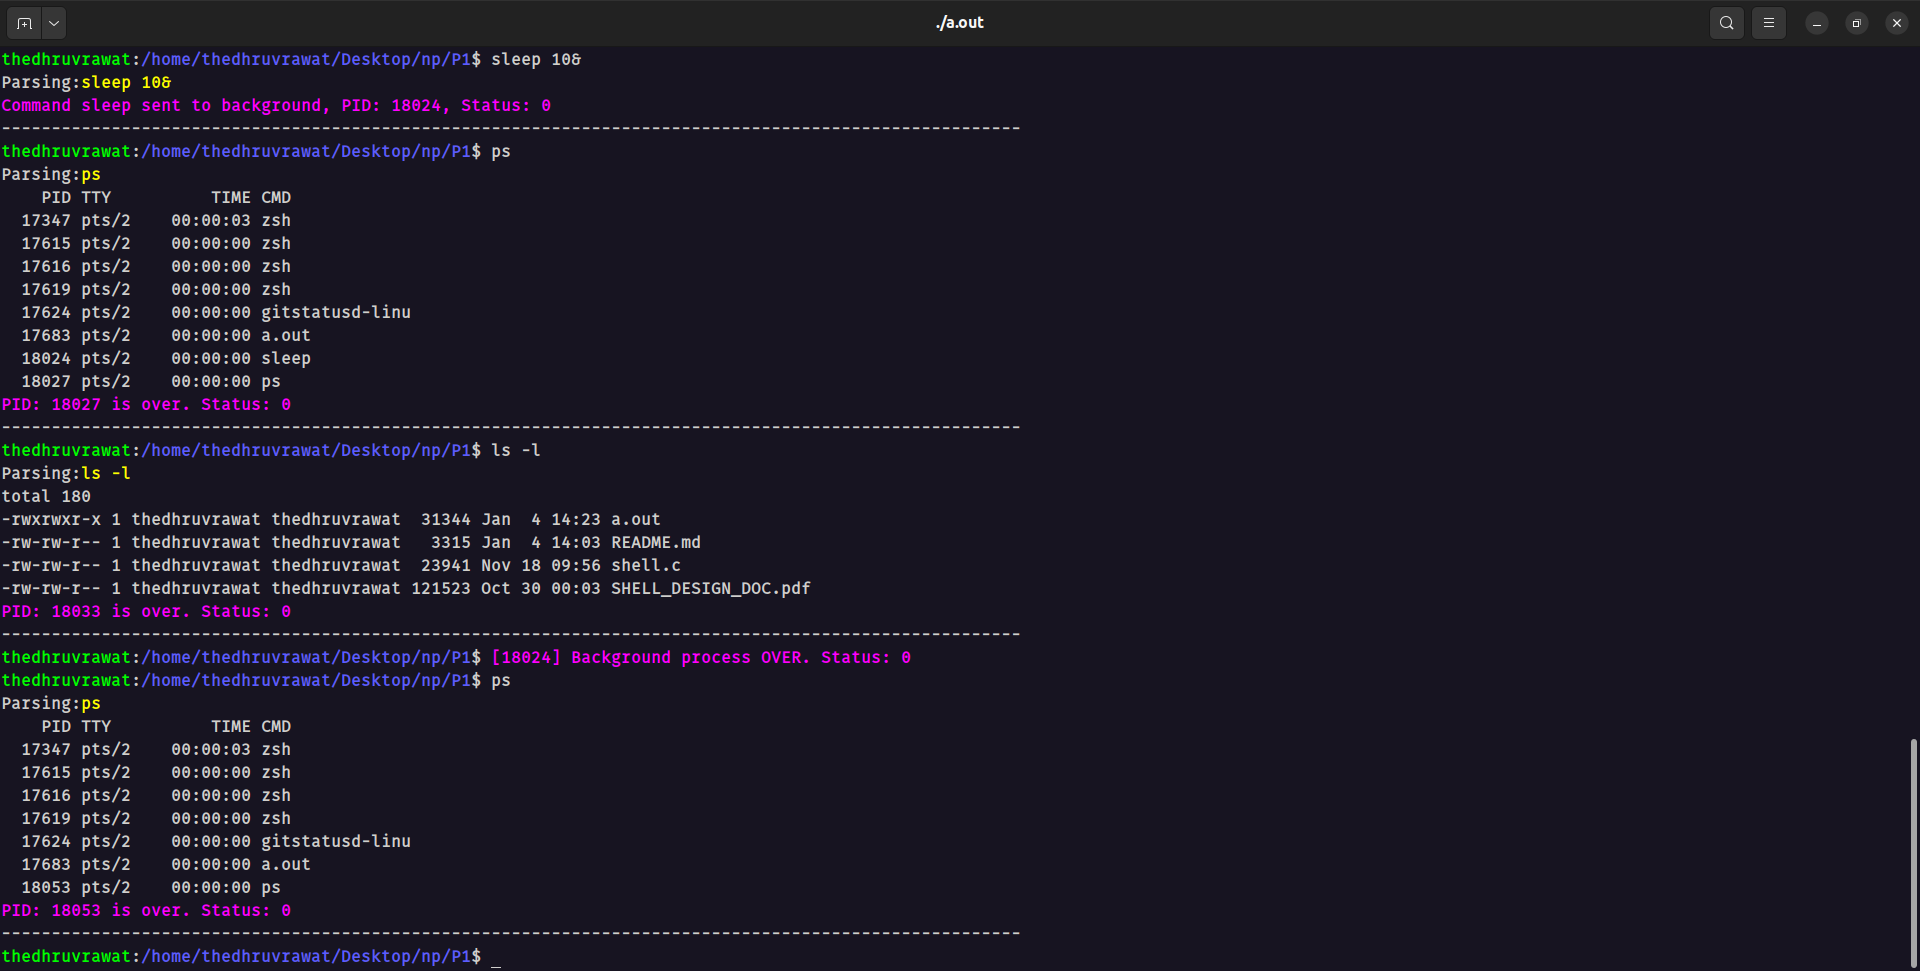 ./a.out
thedhruvrawat:/home/thedhruvrawat/Desktop/np/P1$ sleep 10&
Parsing:sleep 10&
Command sleep sent to background, PID: 18024, Status: 0
------------------------------------------------------------------------------------------------------
thedhruvrawat:/home/thedhruvrawat/Desktop/np/P1$ ps
Parsing:ps
    PID TTY          TIME CMD
  17347 pts/2    00:00:03 zsh
  17615 pts/2    00:00:00 zsh
  17616 pts/2    00:00:00 zsh
  17619 pts/2    00:00:00 zsh
  17624 pts/2    00:00:00 gitstatusd-linu
  17683 pts/2    00:00:00 a.out
  18024 pts/2    00:00:00 sleep
  18027 pts/2    00:00:00 ps
PID: 18027 is over. Status: 0
------------------------------------------------------------------------------------------------------
thedhruvrawat:/home/thedhruvrawat/Desktop/np/P1$ ls -l
Parsing:ls -l
total 180
-rwxrwxr-x 1 thedhruvrawat thedhruvrawat  31344 Jan  4 14:23 a.out
-rw-rw-r-- 1 thedhruvrawat thedhruvrawat   3315 Jan  4 14:03 README.md
-rw-rw-r-- 1 thedhruvrawat thedhruvrawat  23941 Nov 18 09:56 shell.c
-rw-rw-r-- 1 thedhruvrawat thedhruvrawat 121523 Oct 30 00:03 SHELL_DESIGN_DOC.pdf
PID: 18033 is over. Status: 0
------------------------------------------------------------------------------------------------------
thedhruvrawat:/home/thedhruvrawat/Desktop/np/P1$ [18024] Background process OVER. Status: 0
thedhruvrawat:/home/thedhruvrawat/Desktop/np/P1$ ps
Parsing:ps
    PID TTY          TIME CMD
  17347 pts/2    00:00:03 zsh
  17615 pts/2    00:00:00 zsh
  17616 pts/2    00:00:00 zsh
  17619 pts/2    00:00:00 zsh
  17624 pts/2    00:00:00 gitstatusd-linu
  17683 pts/2    00:00:00 a.out
  18053 pts/2    00:00:00 ps
PID: 18053 is over. Status: 0
------------------------------------------------------------------------------------------------------
thedhruvrawat:/home/thedhruvrawat/Desktop/np/P1$ _